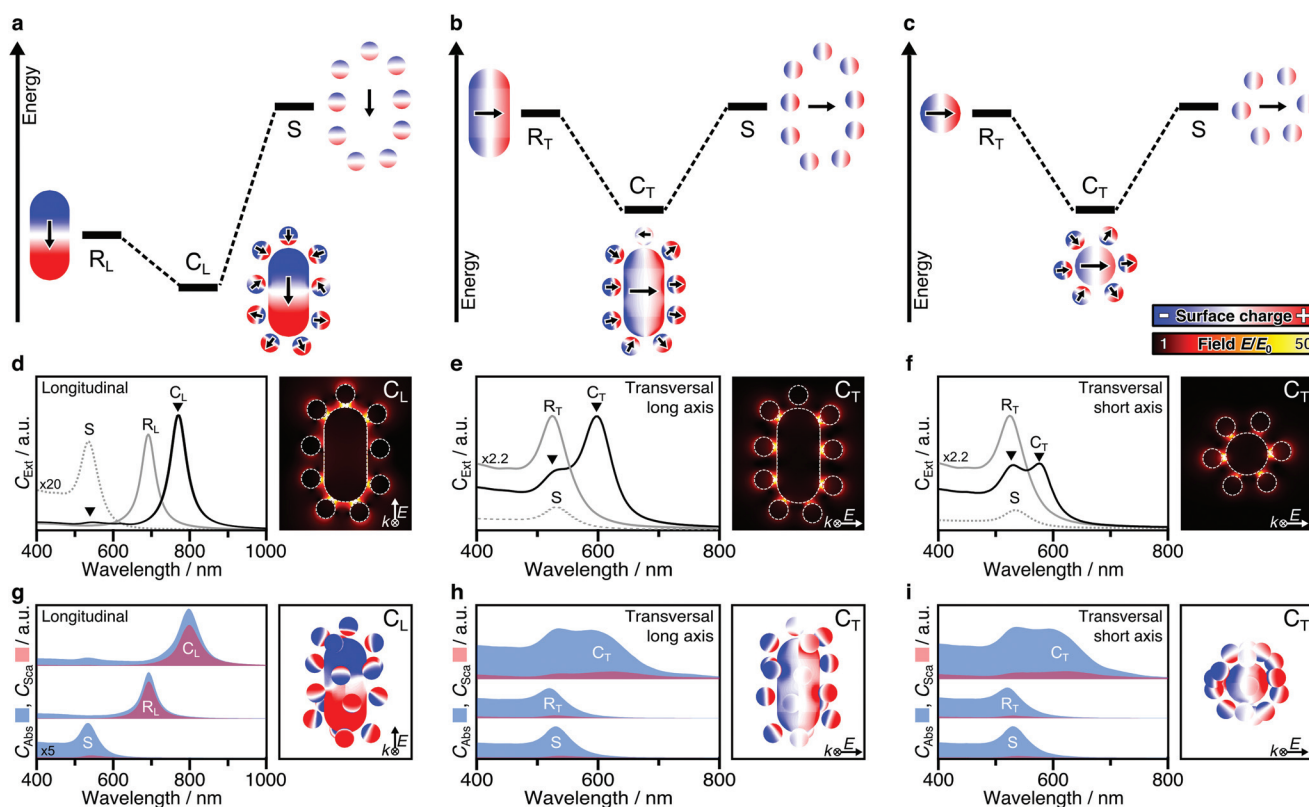 a
Energy
R_L
C_L
S
b
Energy
R_T
C_T
S
c
Energy
R_T
C_T
S
- Surface charge +
1 Field E/E₀ 50
d
Longitudinal
C_Ext / a.u.
S
R_L
C_L
x20
400 600 800 1000
Wavelength / nm
C_L
k E
e
Transversal
long axis
C_Ext / a.u.
R_T
C_T
x2.2
S
400 600 800
Wavelength / nm
C_T
k E
f
Transversal
short axis
C_Ext / a.u.
R_T
C_T
x2.2
S
400 600 800
Wavelength / nm
C_T
k E
g
Longitudinal
C_Abs, C_Sca / a.u.
C_L
R_L
S
x5
400 600 800 1000
Wavelength / nm
C_L
k E
h
Transversal
long axis
C_Abs, C_Sca / a.u.
C_T
R_T
S
400 600 800
Wavelength / nm
C_T
k E
i
Transversal
short axis
C_Abs, C_Sca / a.u.
C_T
R_T
S
400 600 800
Wavelength / nm
C_T
k E